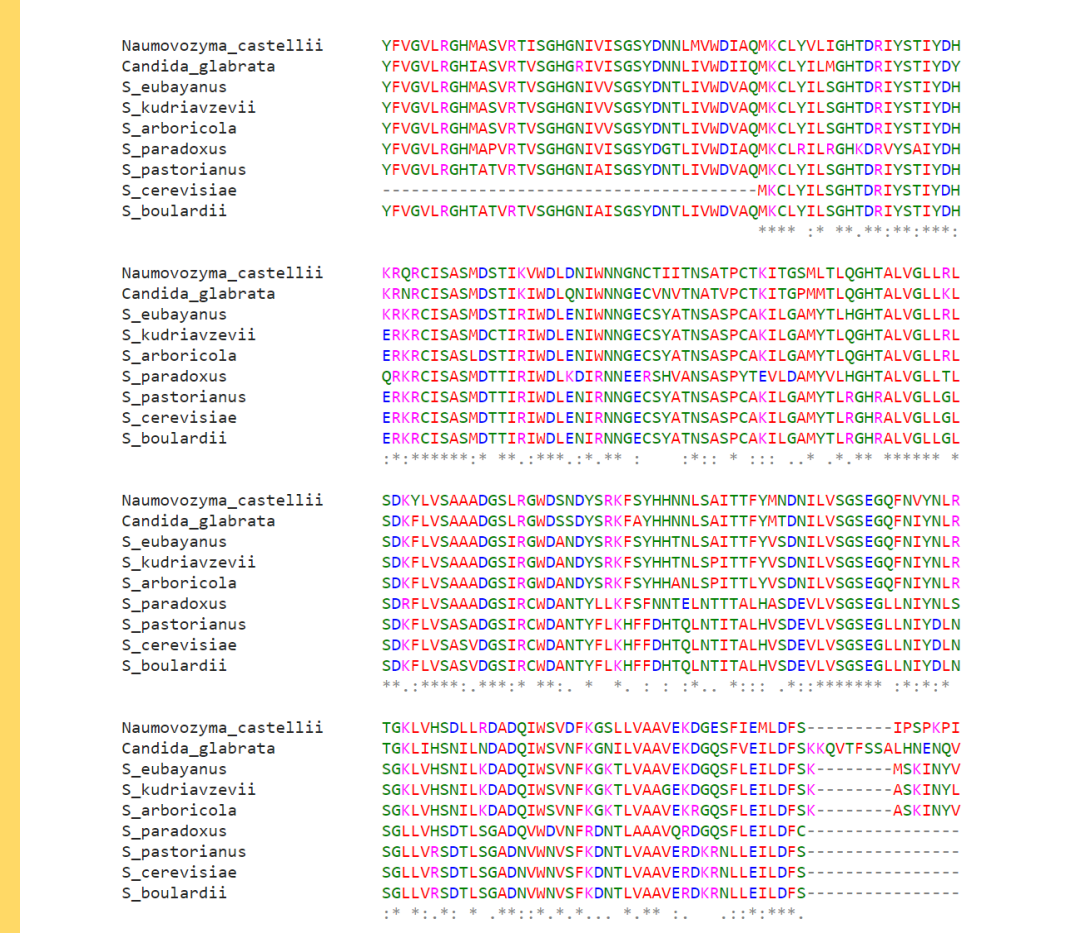 Naumovozyma_castellii YFVGVLRGHMASVRTISGHGNIVISGSYDNNLMVWDIAQMKCLYVLIGHTDRIYSTIYDH
Candida_glabrata YFVGVLRGHIASVRTVSGHGRIVISGSYDNNLIVWDIIQMKCLYILMGHTDRIYSTIYDY
S_eubayanus YFVGVLRGHMASVRTVSGHGNIVVSGSYDNTLIVWDVAQMKCLYILSGHTDRIYSTIYDH
S_kudriavzevii YFVGVLRGHMASVRTVSGHGNIVVSGSYDNTLIVWDVAQMKCLYILSGHTDRIYSTIYDH
S_arboricola YFVGVLRGHMASVRTVSGHGNIVVSGSYDNTLIVWDVAQMKCLYILSGHTDRIYSTIYDH
S_paradoxus YFVGVLRGHMAPVRTVSGHGNIVISGSYDGTLIVWDIAQMKCLRILRGHKDRVYSAIYDH
S_pastorianus YFVGVLRGHTATVRTVSGHGNIAISGSYDNTLIVWDVAQMKCLYILSGHTDRIYSTIYDH
S_cerevisiae --------------------------------------- MKCLYILSGHTDRIYSTIYDH
S_boulardii YFVGVLRGHTATVRTVSGHGNIAISGSYDNTLIVWDVAQMKCLYILSGHTDRIYSTIYDH
**** :* **.**:**:***:
Naumovozyma_castellii KRQRCISASMDSTIKVWDLDNIWNNGNCTIITNSATPCTKITGSMLTLQGHTALVGLLRL
Candida_glabrata KRNRCISASMDSTIKIWDLQNIWNNGECVNVTNATVPCTKITGPMMTLQGHTALVGLLKL
S_eubayanus KRKRCISASMDSTIRIWDLENIWNNGECSYATNSASPCAKILGAMYTLHGHTALVGLLRL
S_kudriavzevii ERKRCISASMDCTIRIWDLENIWNNGECSYATNSASPCAKILGAMYTLQGHTALVGLLRL
S_arboricola ERKRCISASLDSTIRIWDLENIWNNGECSYATNSASPCAKILGAMYTLQGHTALVGLLRL
S_paradoxus QRKRCISASMDTTIRIWDLKDIRNNEERSHVANSASPYTEVLDAMYVLHGHTALVGLLTL
S_pastorianus ERKRCISASMDTTIRIWDLENIRNNGECSYATNSASPCAKILGAMYTLRGHRALVGLLGL
S_cerevisiae ERKRCISASMDTTIRIWDLENIRNNGECSYATNSASPCAKILGAMYTLRGHRALVGLLGL
S_boulardii ERKRCISASMDTTIRIWDLENIRNNGECSYATNSASPCAKILGAMYTLRGHRALVGLLGL
:*:******:* **.:***.:*.** : :*:: * ::: ..* .*.** ****** *
Naumovozyma_castellii SDKYLVSAAADGSLRGWDSNDYSRKFSYHHNNLSAITTFYMNDNILVSGSEGQFNVYNLR
Candida_glabrata SDKFLVSAAADGSLRGWDSSDYSRKFAYHHNNLSAITTFYMTDNILVSGSEGQFNIYNLR
S_eubayanus SDKFLVSAAADGSIRGWDANDYSRKFSYHHTNLSAITTFYVSDNILVSGSEGQFNIYNLR
S_kudriavzevii SDKFLVSAAADGSIRGWDANDYSRKFSYHHTNLSPITTFYVSDNILVSGSEGQFNIYNLR
S_arboricola SDKFLVSAAADGSIRGWDANDYSRKFSYHHANLSPITTLYVSDNILVSGSEGQFNIYNLR
S_paradoxus SDRFLVSAAADGSIRCWDANTYLLKFSFNNTELNTTTALHASDEVLVSGSEGLLNIYNLS
S_pastorianus SDKFLVSASADGSIRCWDANTYFLKHFFDHTQLNTITALHVSDEVLVSGSEGLLNIYDLN
S_cerevisiae SDKFLVSASVDGSIRCWDANTYFLKHFFDHTQLNTITALHVSDEVLVSGSEGLLNIYDLN
S_boulardii SDKFLVSASVDGSIRCWDANTYFLKHFFDHTQLNTITALHVSDEVLVSGSEGLLNIYDLN
**.:****:.***:* **:. * *. : : :*.. *::: .*::******* :*:*:*
Naumovozyma_castellii TGKLVHSDLLRDADQIWSVDFKGSLLVAAVEKDGESFIEMLDFS---------IPSPKPI
Candida_glabrata TGKLIHSNILNDADQIWSVNFKGNILVAAVEKDGQSFVEILDFSKKQVTFSSALHNENQV
S_eubayanus SGKLVHSNILKDADQIWSVNFKGKTLVAAVEKDGQSFLEILDFSK--------MSKINYV
S_kudriavzevii SGKLVHSNILKDADQIWSVNFKGKTLVAAGEKDGQSFLEILDFSK--------ASKINYL
S_arboricola SGKLVHSNILKDADQIWSVNFKGKTLVAAVEKRGQSFLEILDFSK--------ASKINYV
S_paradoxus SGLLVHSDTLSGADQVWDVNFRDNTLAAAVQRDGQSFLEILDFC----------------
S_pastorianus SGLLVRSDTLSGADNVWNVSFKDNTLVAAVERDKRNLLEILDFS----------------
S_cerevisiae SGLLVRSDTLSGADNVWNVSFKDNTLVAAVERDKRNLLEILDFS----------------
S_boulardii SGLLVRSDTLSGADNVWNVSFKDNTLVAAVERDKRNLLEILDFS----------------
:* *:.*: * .**::*.*.*... *.** :. .::*:***.